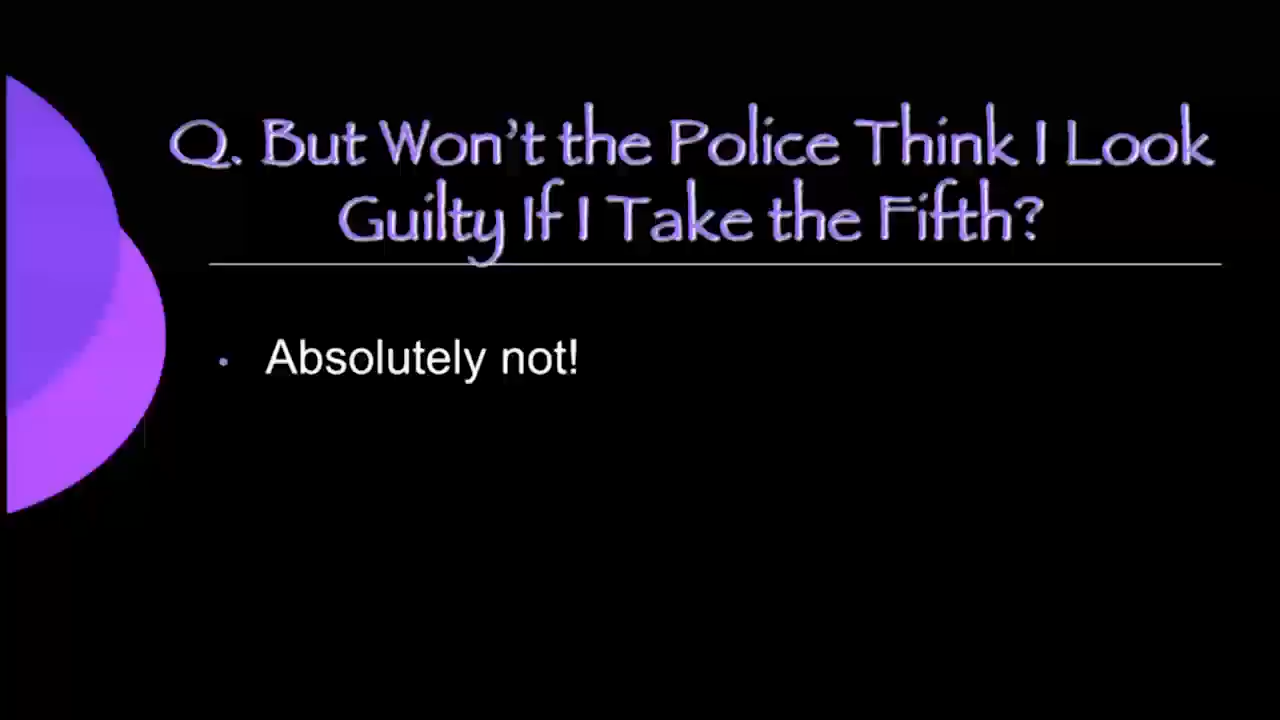 Q. But Won't the Police Think I Look
Guilty If I Take the Fifth?
• Absolutely not!